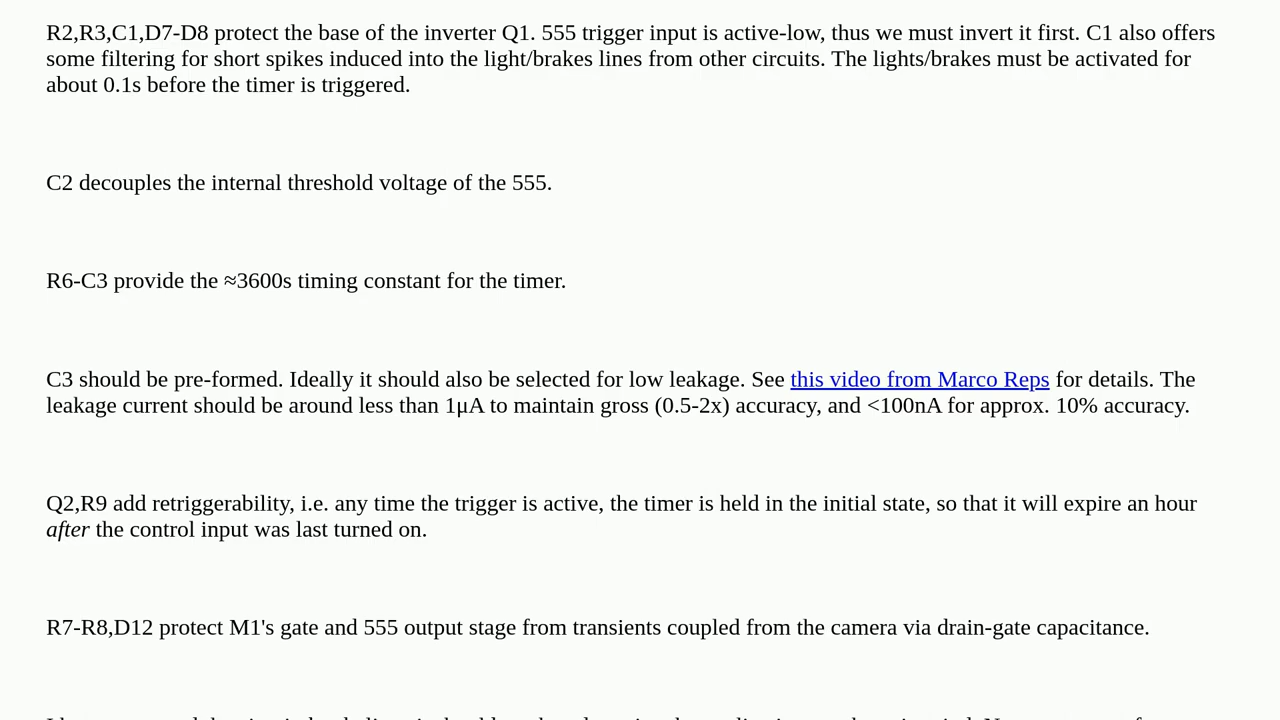 R2,R3,C1,D7-D8 protect the base of the inverter Q1. 555 trigger input is active-low, thus we must invert it first. C1 also offers
some filtering for short spikes induced into the light/brakes lines from other circuits. The lights/brakes must be activated for
about 0.1s before the timer is triggered.
C2 decouples the internal threshold voltage of the 555.
R6-C3 provide the ≈3600s timing constant for the timer.
C3 should be pre-formed. Ideally it should also be selected for low leakage. See this video from Marco Reps for details. The
leakage current should be around less than 1μA to maintain gross (0.5-2x) accuracy, and <100nA for approx. 10% accuracy.
Q2,R9 add retriggerability, i.e. any time the trigger is active, the timer is held in the initial state, so that it will expire an hour
after the control input was last turned on.
R7-R8,D12 protect M1's gate and 555 output stage from transients coupled from the camera via drain-gate capacitance.